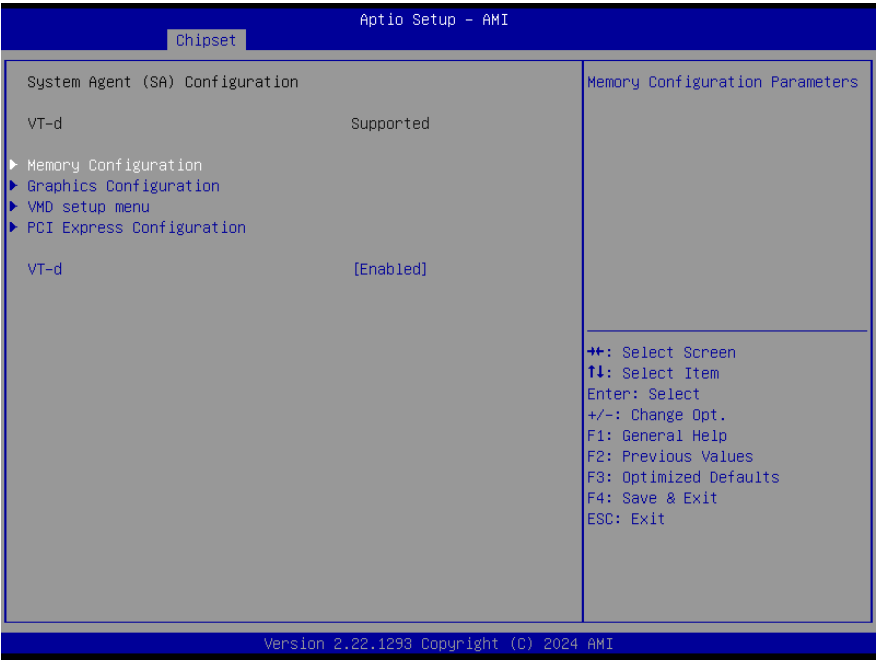 Aptio Setup – AMI
Chipset
System Agent (SA) Configuration
VT-d Supported
Memory Configuration
Graphics Configuration
VMD setup menu
PCI Express Configuration
VT-d [Enabled]
Memory Configuration Parameters
→←: Select Screen
↑↓: Select Item
Enter: Select
+/-: Change Opt.
F1: General Help
F2: Previous Values
F3: Optimized Defaults
F4: Save & Exit
ESC: Exit
Version 2.22.1293 Copyright (C) 2024 AMI